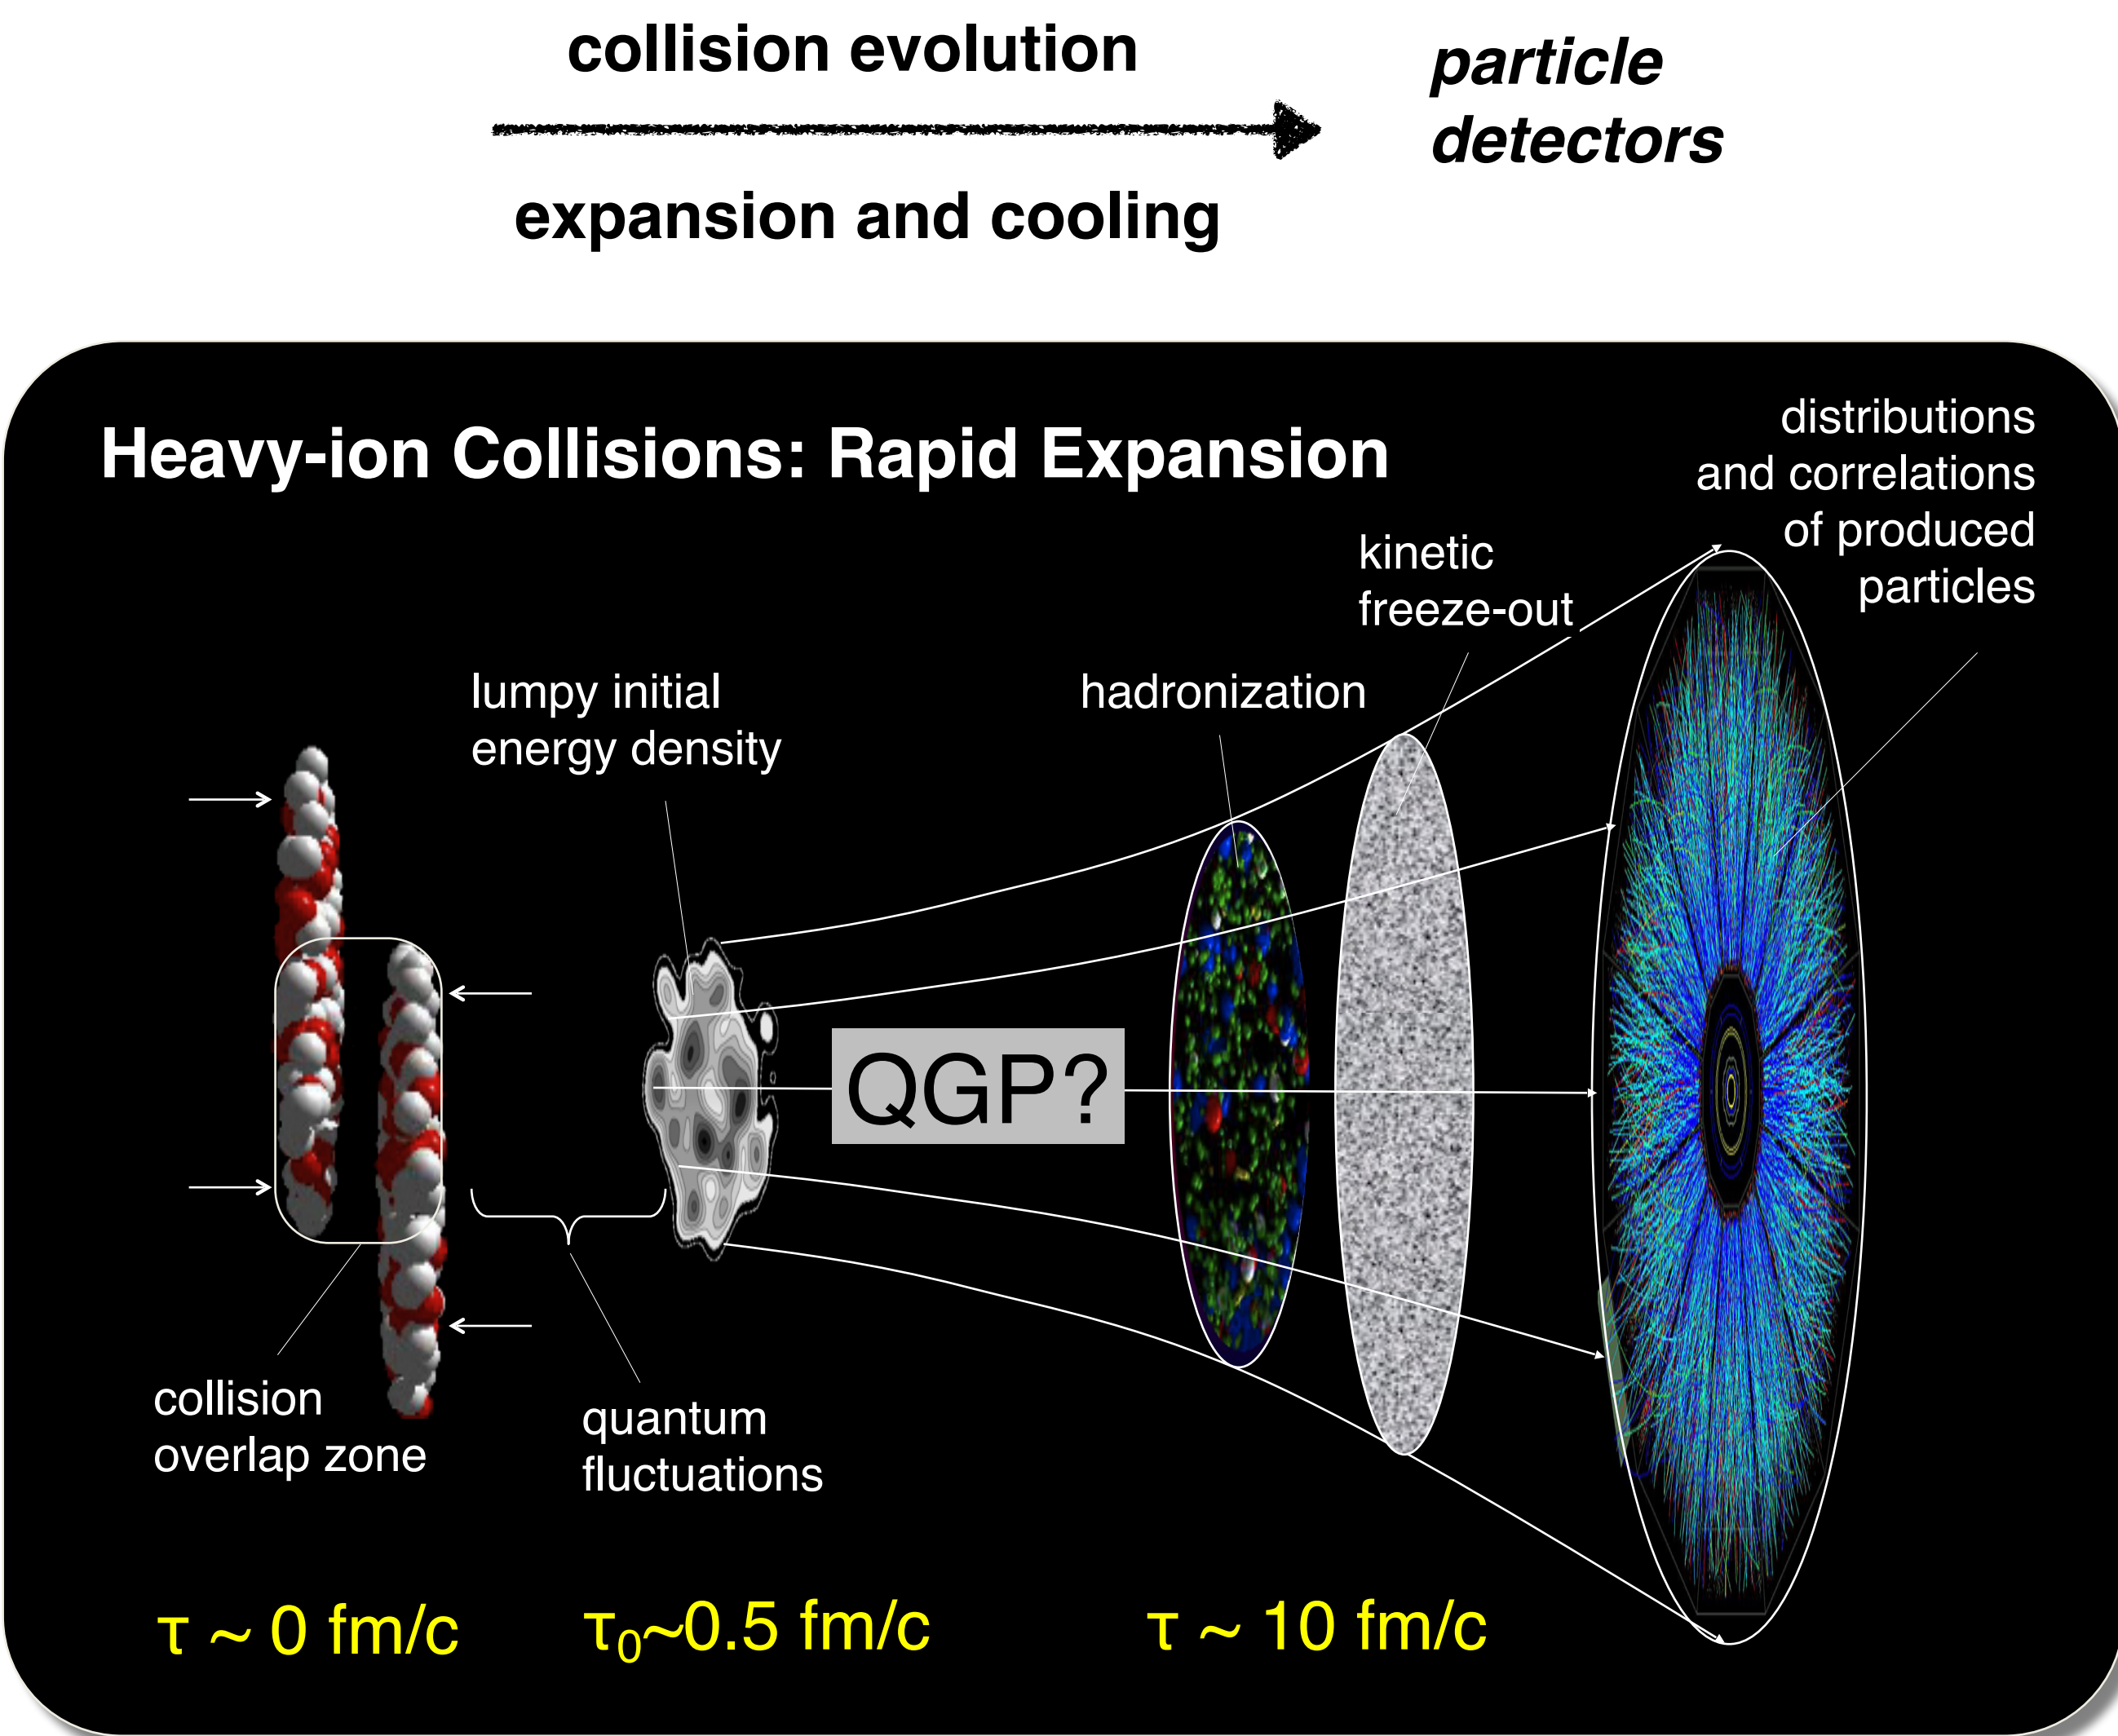 collision evolution
expansion and cooling
particle
detectors
Heavy-ion Collisions: Rapid Expansion
distributions
and correlations
of produced
particles
kinetic
freeze-out
hadronization
lumpy initial
energy density
QGP?
collision
overlap zone
quantum
fluctuations
τ ~ 0 fm/c
τ₀~0.5 fm/c
τ ~ 10 fm/c